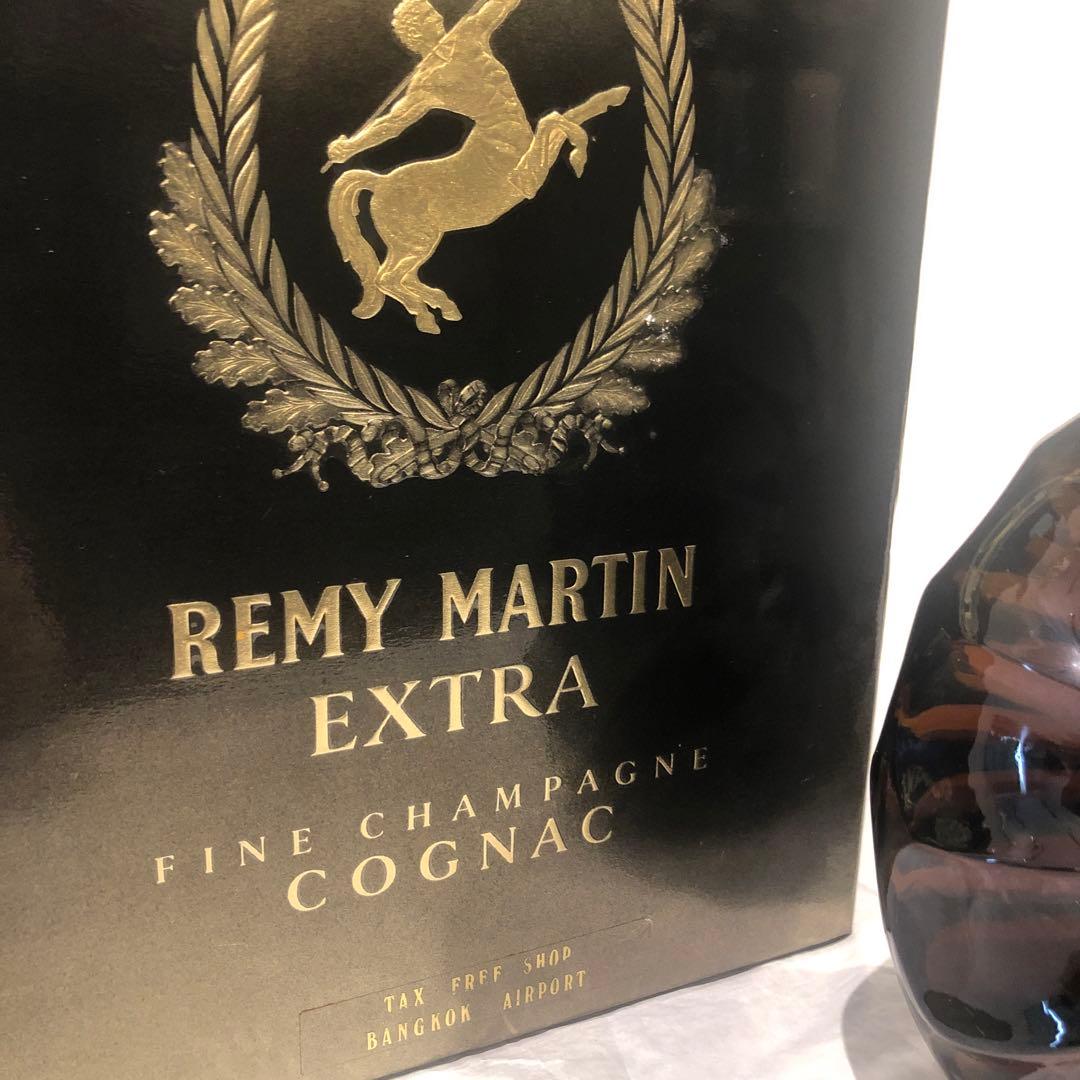 REMY MARTIN
EXTRA
FINE CHAMPAGNE
COGNAC
TAX FREE SHOP
BANGKOK AIRPORT